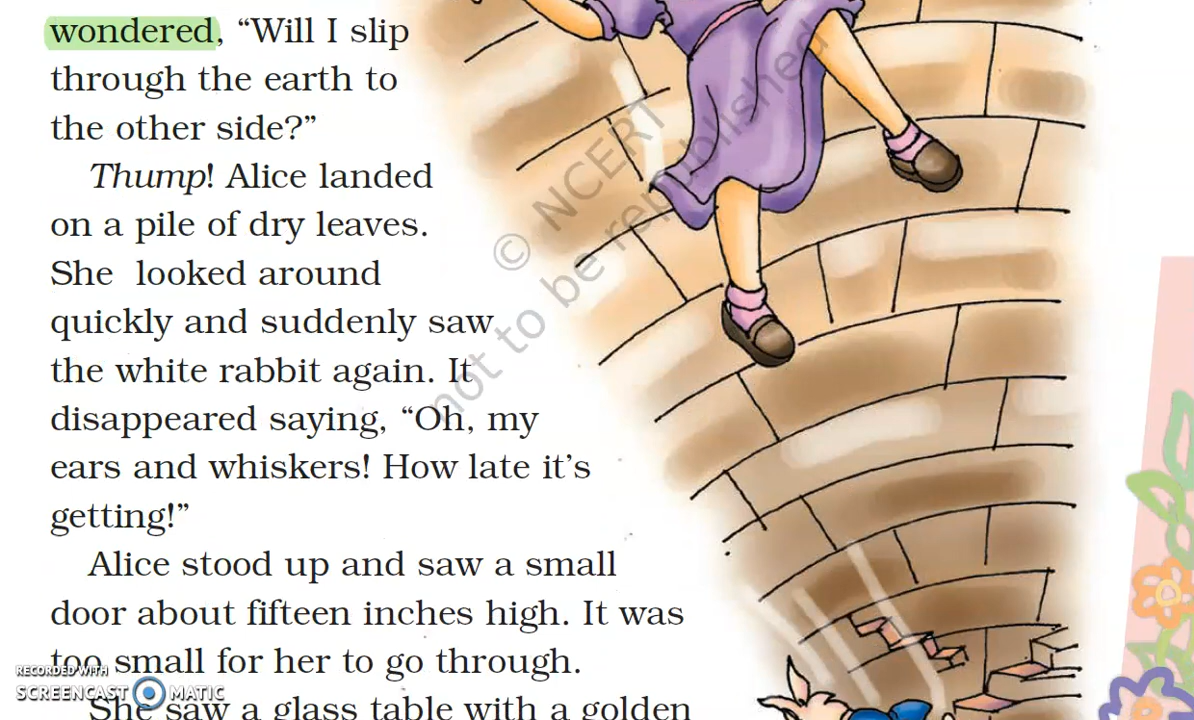 wondered, “Will I slip
through the earth to
the other side?”
Thump! Alice landed
on a pile of dry leaves.
She looked around
quickly and suddenly saw
the white rabbit again. It
disappeared saying, “Oh, my
ears and whiskers! How late it’s
getting!”
Alice stood up and saw a small
door about fifteen inches high. It was
too small for her to go through.
She saw a glass table with a golden
© NCERT
not to be republished
RECORDED WITH
SCREENCAST MATIC